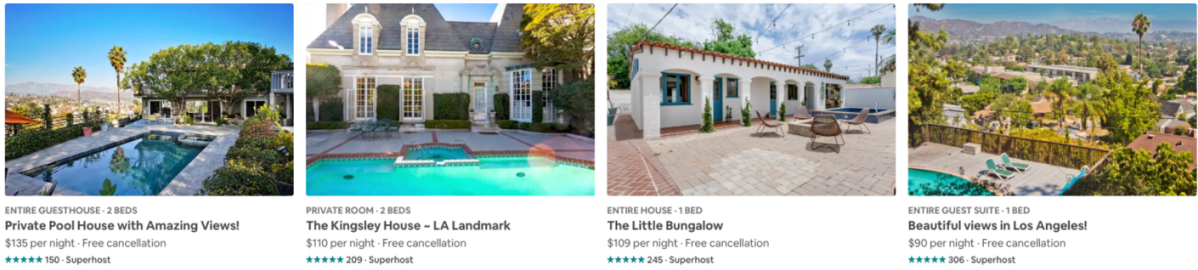 ENTIRE GUESTHOUSE · 2 BEDS
Private Pool House with Amazing Views!
$135 per night · Free cancellation
★★★★★ 150 · Superhost
PRIVATE ROOM · 2 BEDS
The Kingsley House ~ LA Landmark
$110 per night · Free cancellation
★★★★★ 209 · Superhost
ENTIRE HOUSE · 1 BED
The Little Bungalow
$109 per night · Free cancellation
★★★★★ 245 · Superhost
ENTIRE GUEST SUITE · 1 BED
Beautiful views in Los Angeles!
$90 per night · Free cancellation
★★★★★ 306 · Superhost